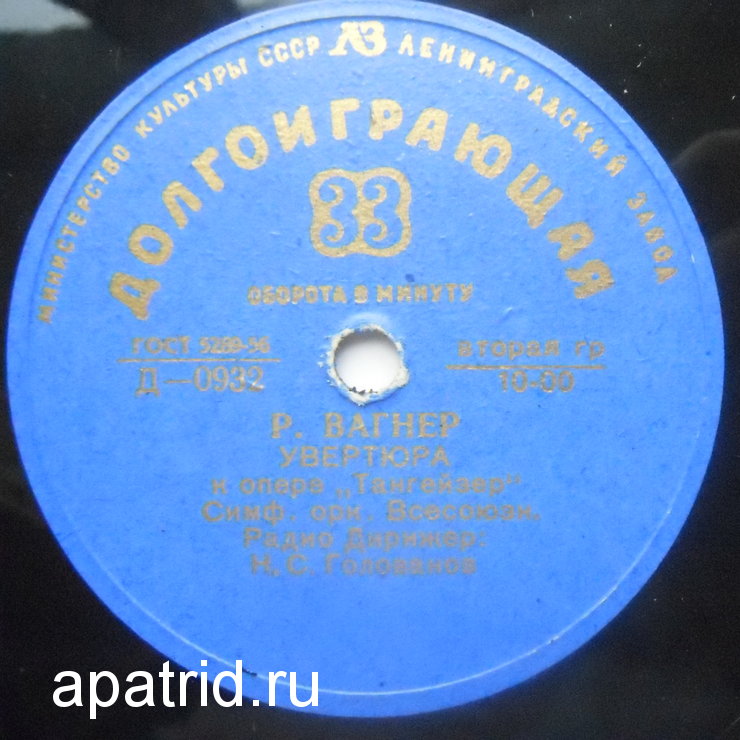 МИНИСТЕРСТВО КУЛЬТУРЫ СССР ЛЗ ЛЕНИНГРАДСКИЙ ЗАВОД
ДОЛГОИГРАЮЩАЯ
33
ОБОРОТА В МИНУТУ
ГОСТ 5289-56
Д—0932
вторая гр
10-00
Р. ВАГНЕР
УВЕРТЮРА
к опере „Тангейзер"
Симф. орк. Всесоюзн.
Радио Дирижер:
Н. С. Голованов
apatrid.ru